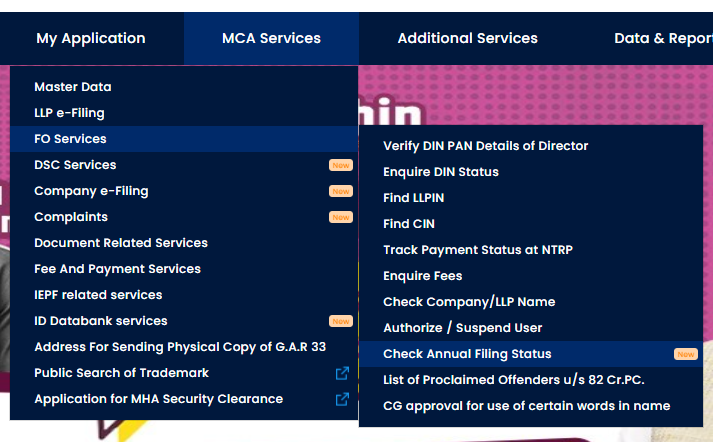 My Application
MCA Services
Additional Services
Data & Repor
Master Data
LLP e-Filing
FO Services
DSC Services New
Company e-Filing New
Complaints New
Document Related Services
Fee And Payment Services
IEPF related services
ID Databank services New
Address For Sending Physical Copy of G.A.R 33
Public Search of Trademark
Application for MHA Security Clearance
hin
Verify DIN PAN Details of Director
Enquire DIN Status
Find LLPIN
Find CIN
Track Payment Status at NTRP
Enquire Fees
Check Company/LLP Name
Authorize / Suspend User
Check Annual Filing Status New
List of Proclaimed Offenders u/s 82 Cr.PC.
CG approval for use of certain words in name